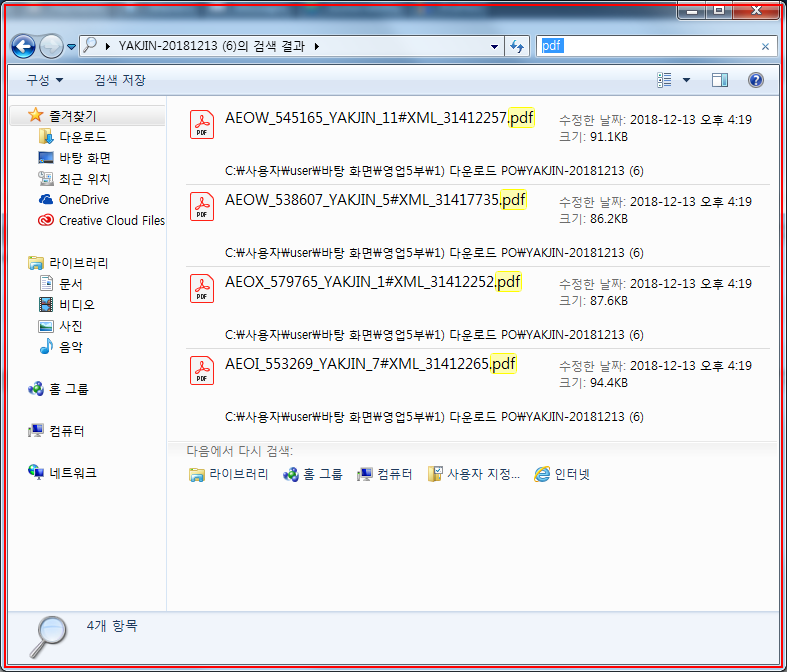 YAKJIN-20181213 (6)의 검색 결과
pdf
구성
검색 저장
즐겨찾기
다운로드
바탕 화면
최근 위치
OneDrive
Creative Cloud Files
라이브러리
문서
비디오
사진
음악
홈 그룹
컴퓨터
네트워크
PDF
AEOW_545165_YAKJIN_11#XML_31412257.pdf
수정한 날짜: 2018-12-13 오후 4:19
크기: 91.1KB
C:₩사용자₩user₩바탕 화면₩영업5부₩1) 다운로드 PO₩YAKJIN-20181213 (6)
PDF
AEOW_538607_YAKJIN_5#XML_31417735.pdf
수정한 날짜: 2018-12-13 오후 4:19
크기: 86.2KB
C:₩사용자₩user₩바탕 화면₩영업5부₩1) 다운로드 PO₩YAKJIN-20181213 (6)
PDF
AEOX_579765_YAKJIN_1#XML_31412252.pdf
수정한 날짜: 2018-12-13 오후 4:19
크기: 87.6KB
C:₩사용자₩user₩바탕 화면₩영업5부₩1) 다운로드 PO₩YAKJIN-20181213 (6)
PDF
AEOI_553269_YAKJIN_7#XML_31412265.pdf
수정한 날짜: 2018-12-13 오후 4:19
크기: 94.4KB
C:₩사용자₩user₩바탕 화면₩영업5부₩1) 다운로드 PO₩YAKJIN-20181213 (6)
다음에서 다시 검색:
라이브러리 홈 그룹 컴퓨터 사용자 지정... 인터넷
4개 항목